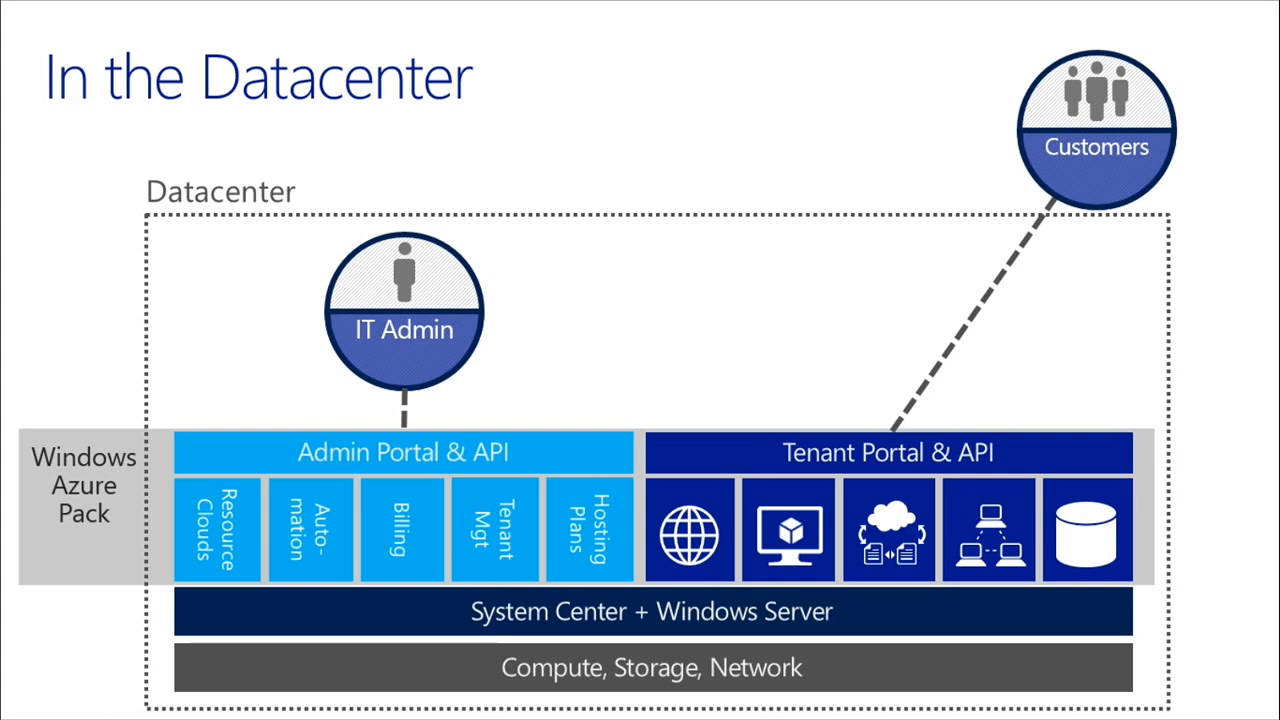 In the Datacenter
Customers
Datacenter
IT Admin
Windows
Azure
Pack
Admin Portal & API
Tenant Portal & API
Resource
Clouds
Auto-
mation
Billing
Tenant
Mgt
Hosting
Plans
System Center + Windows Server
Compute, Storage, Network